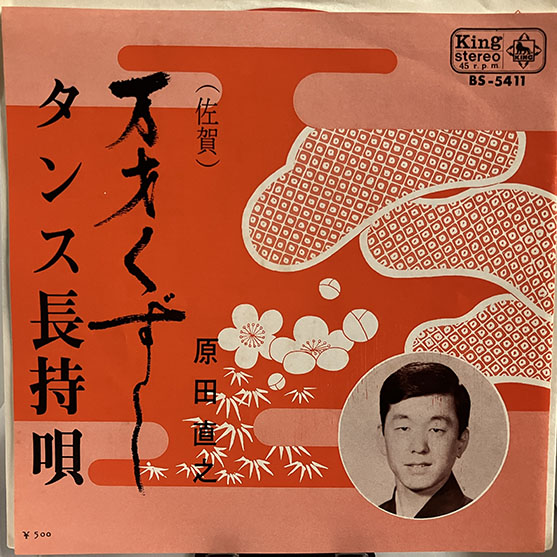 King
stereo
45 r.p.m
KING
BS-5411
(佐賀)
万才くずし
タンス長持唄
原田直之
¥500